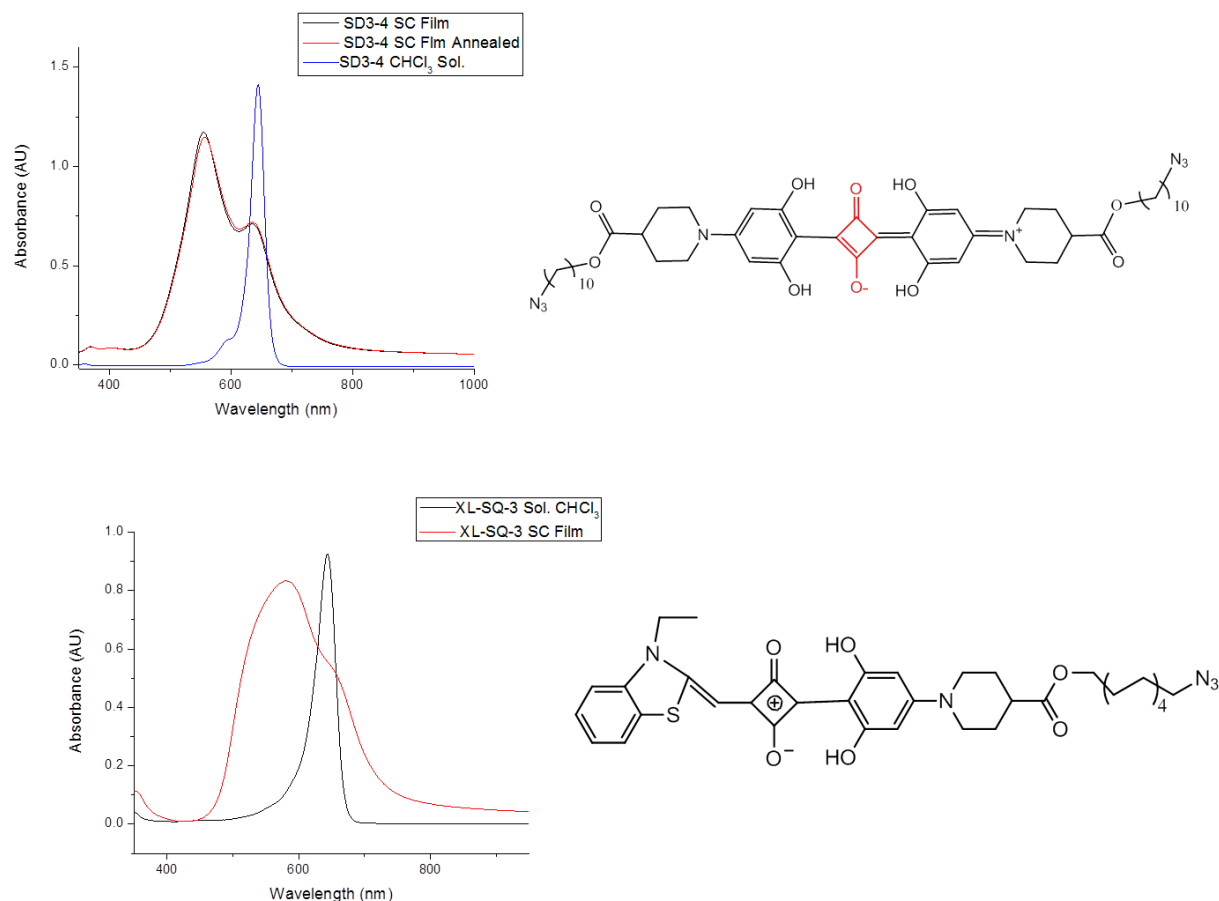 SD3-4 SC Film
SD3-4 SC Flm Annealed
SD3-4 CHCl3 Sol.
1.5
1.0
0.5
0.0
Absorbance (AU)
400 600 800 1000
Wavelength (nm)
OH O HO N3
O N N+ O 10
O O
N3 10 OH O- HO
XL-SQ-3 Sol. CHCl3
XL-SQ-3 SC Film
1.0
0.8
0.6
0.4
0.2
0.0
Absorbance (AU)
400 600 800
Wavelength (nm)
N O HO O N3
4
S + N O
O- HO